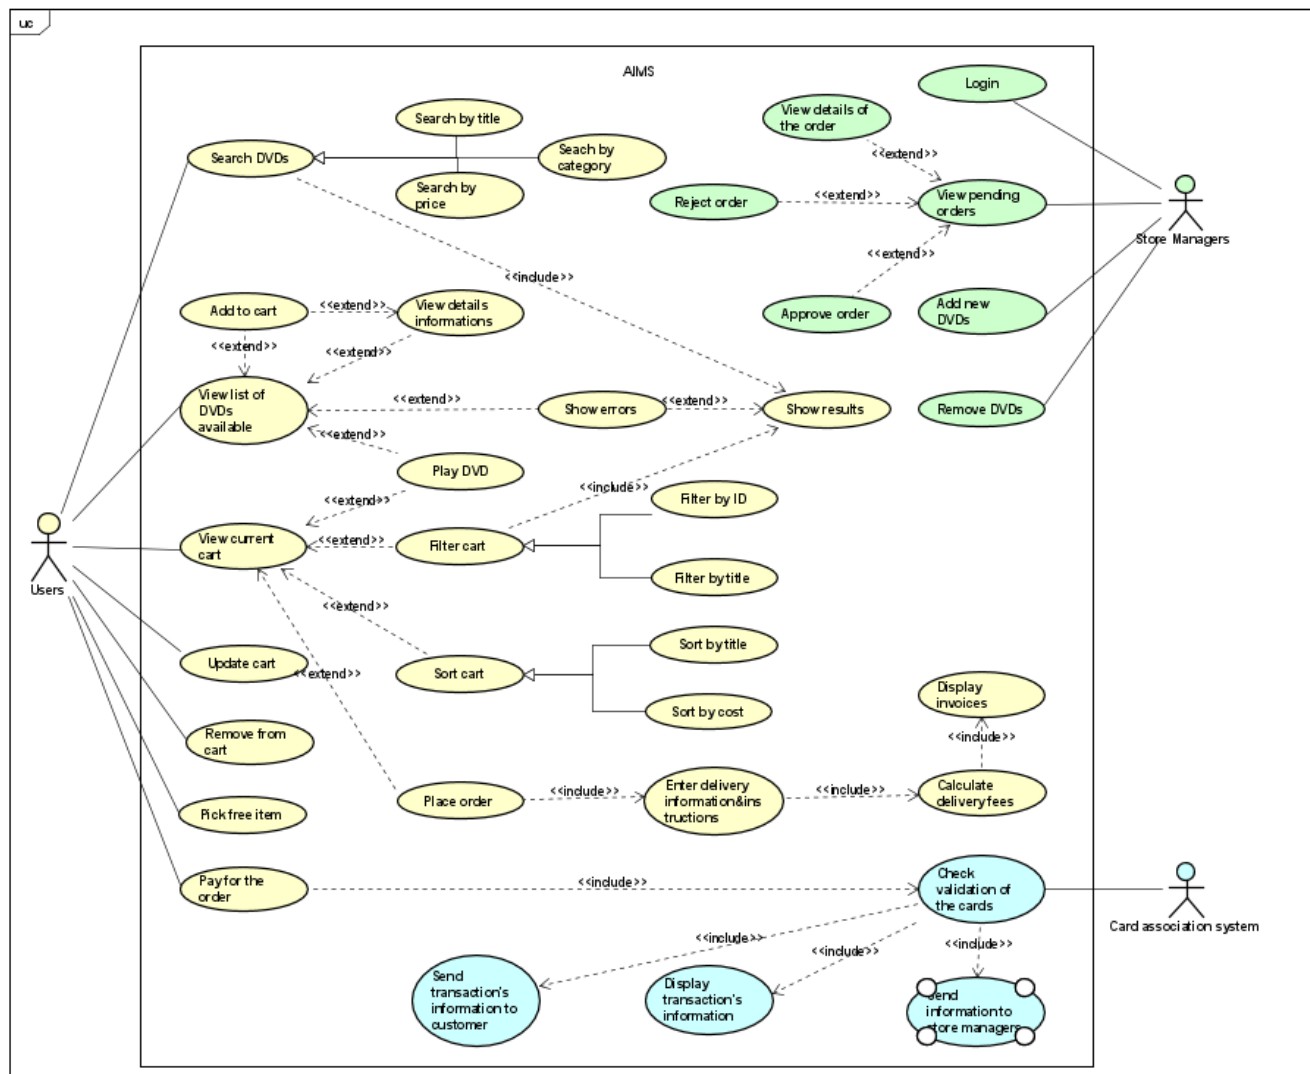 uc
AIMS
Login
View details of
the order
Search by title
<<extend>>
Search DVDs
Seach by
category
Search by
price
Reject order
<<extend>>
View pending
orders
Store Managers
<<extend>>
<<include>>
Add to cart
<<extend>>
View details
informations
Approve order
Add new
DVDs
<<extend>>
<<extend>>
View list of
DVDs
available
<<extend>>
Show errors
<<extend>>
Show results
Remove DVDs
<<extend>>
Play DVD
<<include>>
Filter by ID
<<extend>>
View current
cart
<<extend>>
Filter cart
Filter by title
Users
<<extend>>
Update cart
<<extend>>
Sort cart
Sort by title
Sort by cost
Display
invoices
Remove from
cart
<<include>>
Pick free item
Place order
<<include>>
Enter delivery
information&ins
tructions
<<include>>
Calculate
delivery fees
Pay for the
order
<<include>>
Check
validation of
the cards
Card association system
<<include>>
<<include>>
<<include>>
Send
transaction's
information to
customer
Display
transaction's
information
Send
information to
store managers